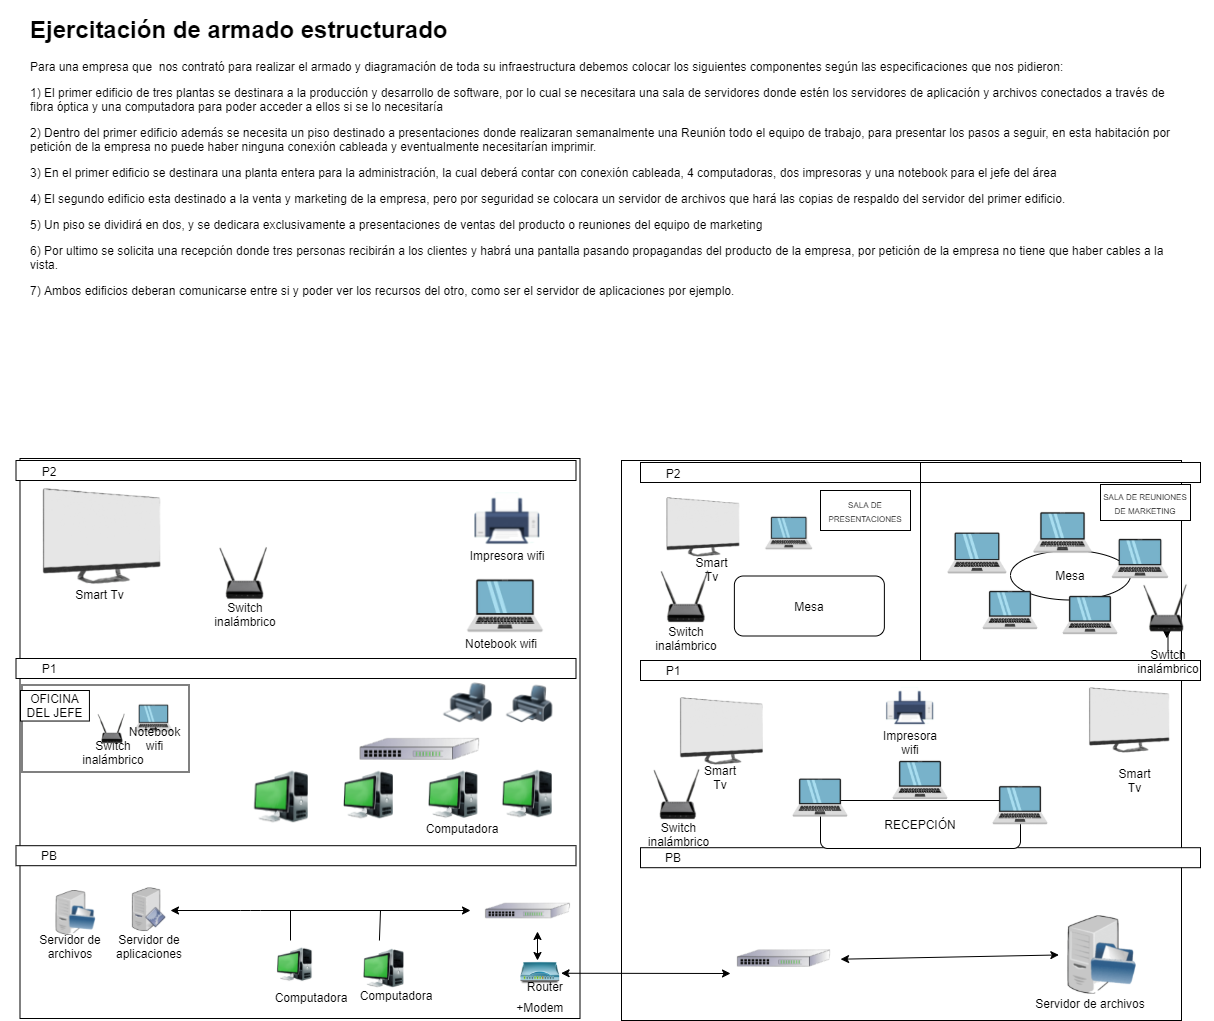 Ejercitación de armado estructurado
Para una empresa que  nos contrató para realizar el armado y diagramación de toda su infraestructura debemos colocar los siguientes componentes según las especificaciones que nos pidieron:
1) El primer edificio de tres plantas se destinara a la producción y desarrollo de software, por lo cual se necesitara una sala de servidores donde estén los servidores de aplicación y archivos conectados a través de
fibra óptica y una computadora para poder acceder a ellos si se lo necesitaría
2) Dentro del primer edificio además se necesita un piso destinado a presentaciones donde realizaran semanalmente una Reunión todo el equipo de trabajo, para presentar los pasos a seguir, en esta habitación por
petición de la empresa no puede haber ninguna conexión cableada y eventualmente necesitarían imprimir.
3) En el primer edificio se destinara una planta entera para la administración, la cual deberá contar con conexión cableada, 4 computadoras, dos impresoras y una notebook para el jefe del área
4) El segundo edificio esta destinado a la venta y marketing de la empresa, pero por seguridad se colocara un servidor de archivos que hará las copias de respaldo del servidor del primer edificio.
5) Un piso se dividirá en dos, y se dedicara exclusivamente a presentaciones de ventas del producto o reuniones del equipo de marketing
6) Por ultimo se solicita una recepción donde tres personas recibirán a los clientes y habrá una pantalla pasando propagandas del producto de la empresa, por petición de la empresa no tiene que haber cables a la
vista.
7) Ambos edificios deberan comunicarse entre si y poder ver los recursos del otro, como ser el servidor de aplicaciones por ejemplo.
P2
Smart Tv
Switch
inalámbrico
Impresora wifi
Notebook wifi
P1
OFICINA
DEL JEFE
Switch
inalámbrico
Notebook
wifi
Computadora
PB
Servidor de
archivos
Servidor de
aplicaciones
Computadora
Computadora
Router
+Modem
P2
SALA DE
PRESENTACIONES
Smart
Tv
Mesa
Switch
inalámbrico
SALA DE REUNIONES
DE MARKETING
Mesa
Switch
inalámbrico
P1
Smart
Tv
Impresora
wifi
Smart
Tv
Switch
inalámbrico
RECEPCIÓN
PB
Servidor de archivos